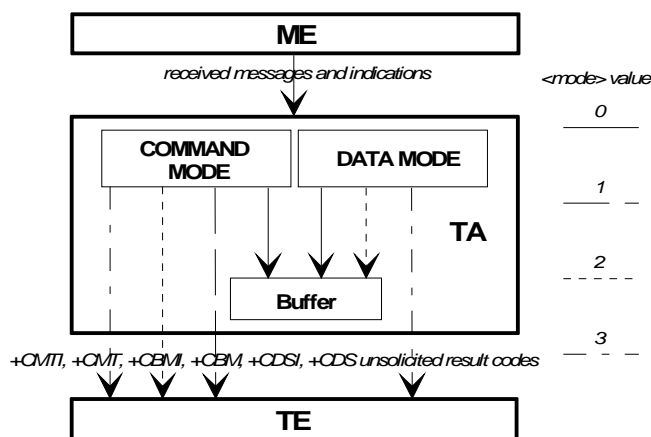 ME
received messages and indications
<mode> value
0
COMMAND
MODE
DATA MODE
1
TA
2
Buffer
3
+CMTI, +CMT, +CBMI, +CBM, +CDSI, +CDS unsolicited result codes
TE